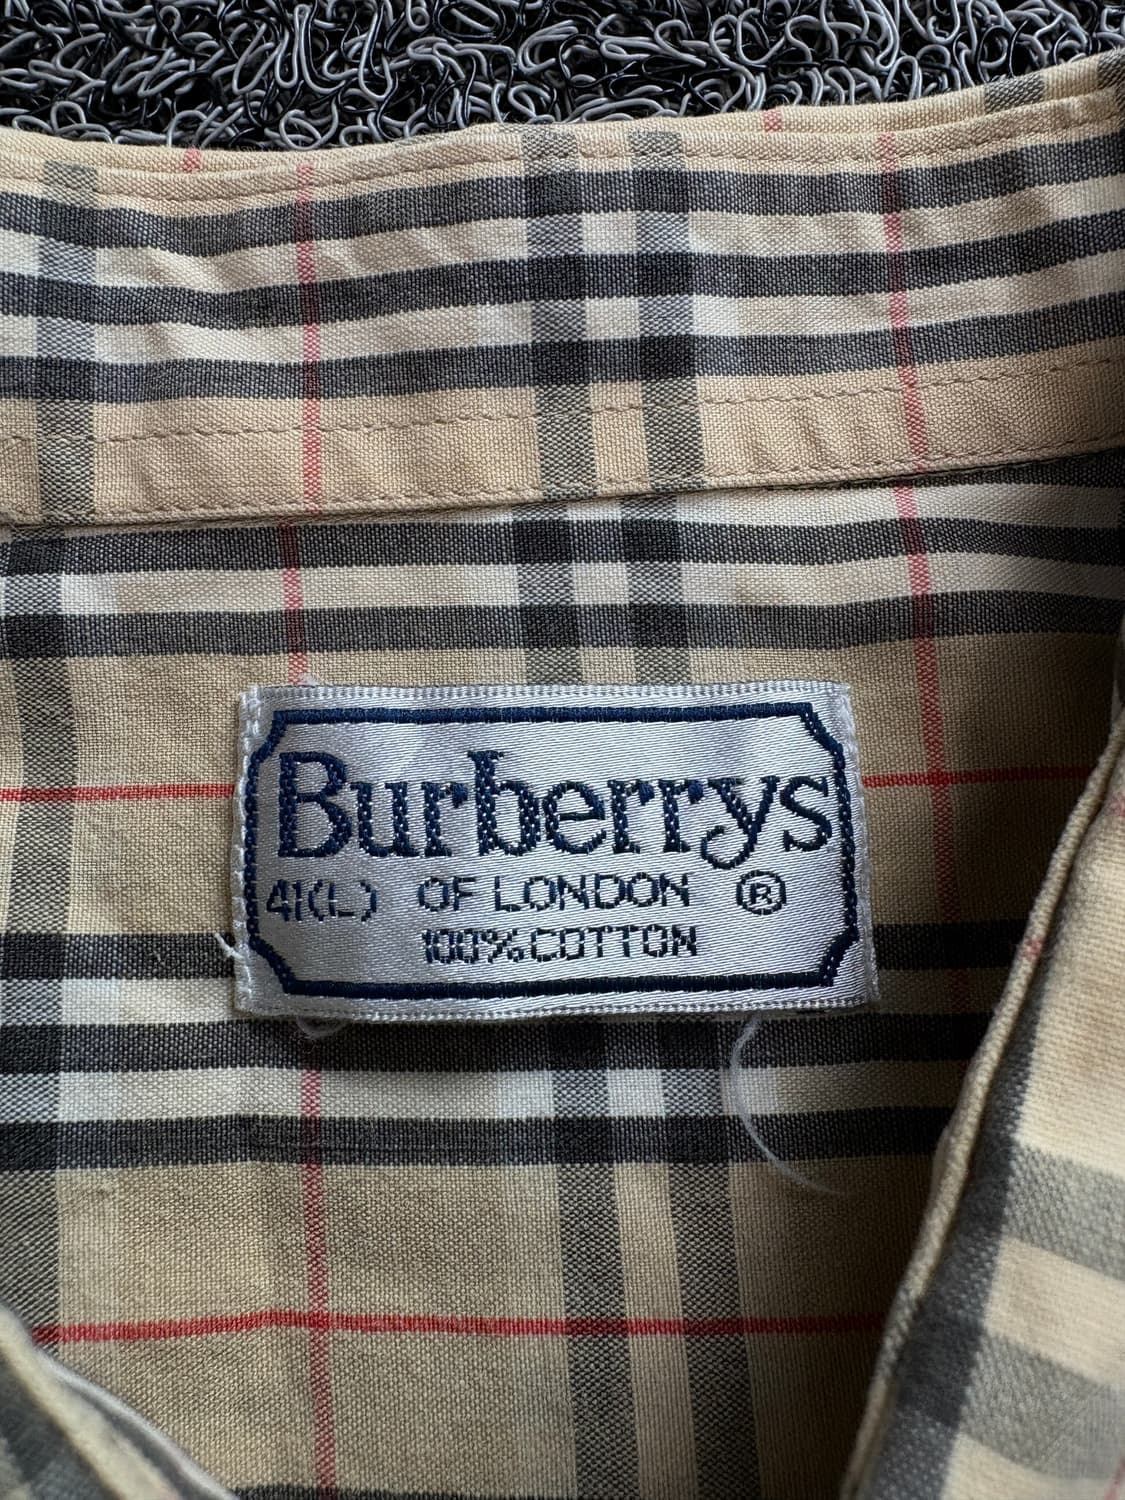 Burberrys
41(L) OF LONDON ®
100%COTTON